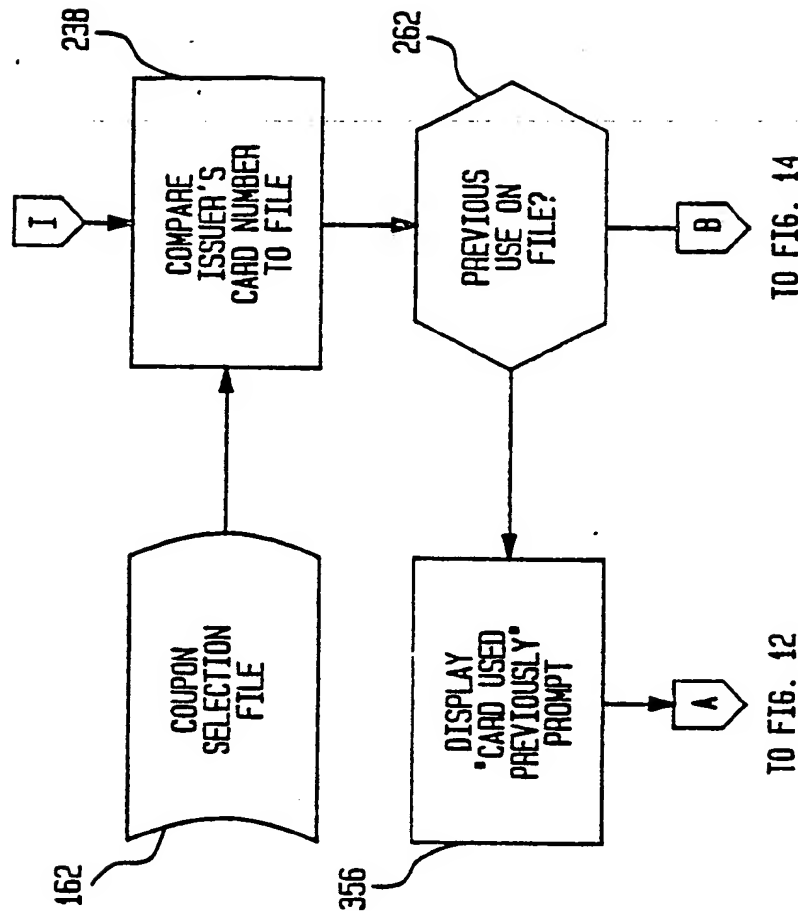 I
238
COMPARE
ISSUER'S
CARD NUMBER
TO FILE
COUPON
SELECTION
FILE
162
262
PREVIOUS
USE ON
FILE?
B
TO FIG. 14
356
DISPLAY
"CARD USED
PREVIOUSLY"
PROMPT
A
TO FIG. 12